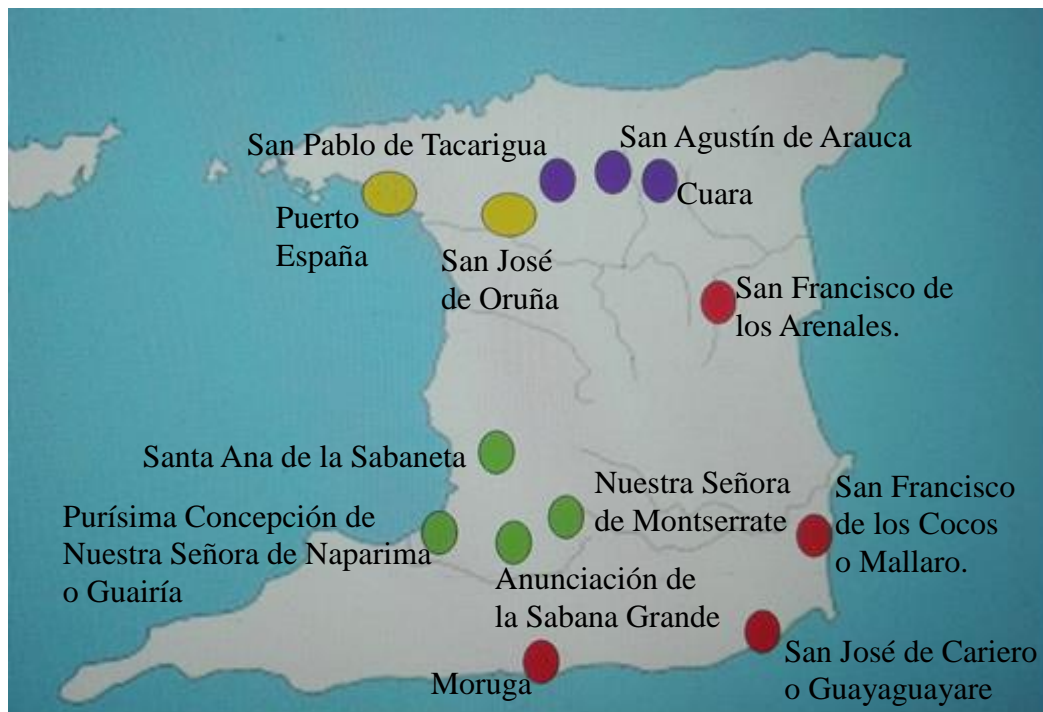 San Pablo de Tacarigua
San Agustín de Arauca
Cuara
Puerto
España
San José
de Oruña
San Francisco de
los Arenales.
Santa Ana de la Sabaneta
Nuestra Señora
de Montserrate
San Francisco
de los Cocos
o Mallaro.
Purísima Concepción de
Nuestra Señora de Naparima
o Guairía
Anunciación de
la Sabana Grande
San José de Cariero
o Guayaguayare
Moruga